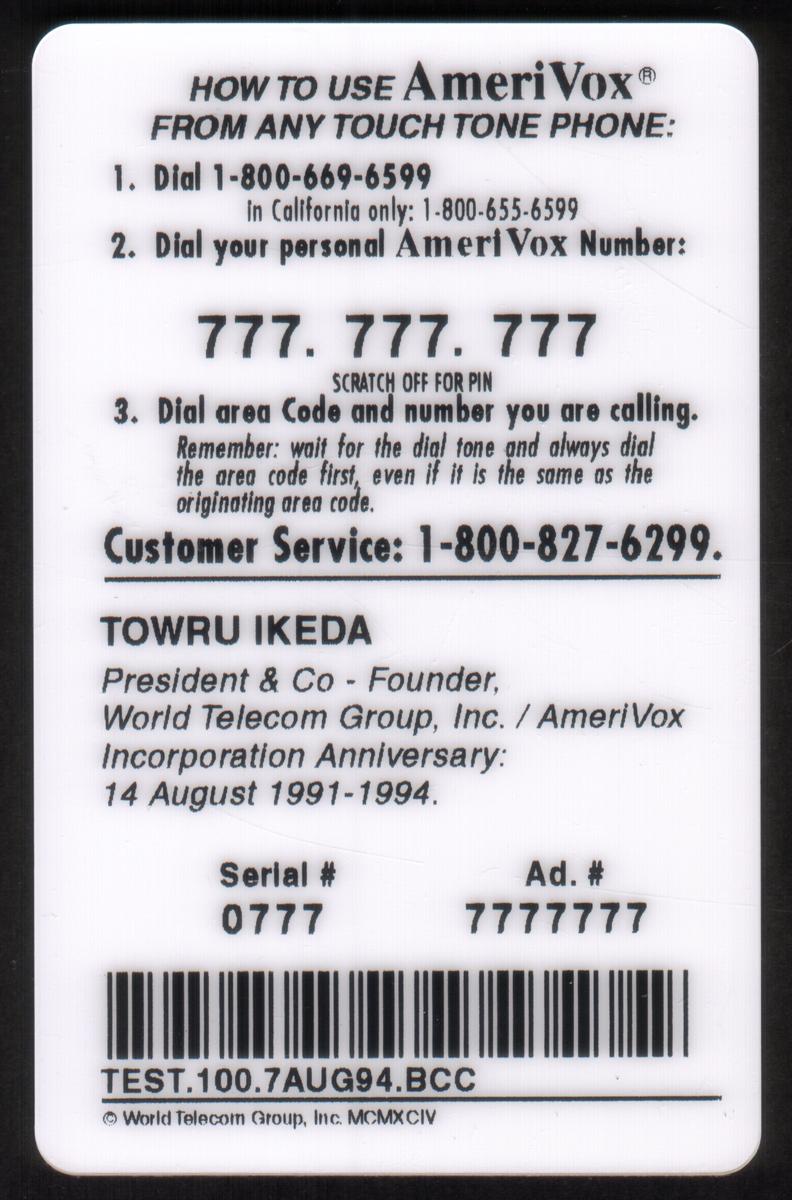 HOW TO USE AmeriVox®
FROM ANY TOUCH TONE PHONE:
1. Dial 1-800-669-6599
in California only: 1-800-655-6599
2. Dial your personal AmeriVox Number:
777. 777. 777
SCRATCH OFF FOR PIN
3. Dial area Code and number you are calling.
Remember: wait for the dial tone and always dial
the area code first, even if it is the same as the
originating area code.
Customer Service: 1-800-827-6299.
TOWRU IKEDA
President & Co - Founder,
World Telecom Group, Inc. / AmeriVox
Incorporation Anniversary:
14 August 1991-1994.
Serial # Ad. #
0777 7777777
TEST.100.7AUG94.BCC
© World Telecom Group, Inc. MCMXCIV